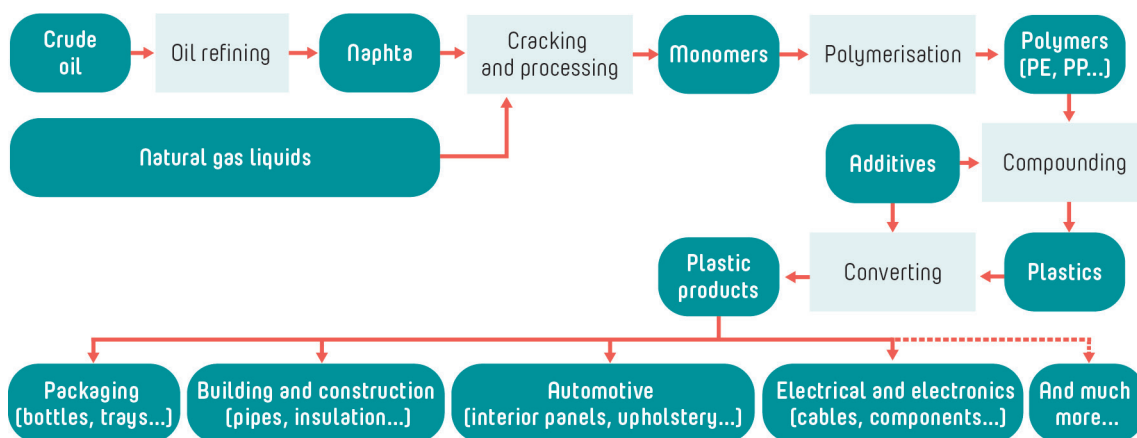 Crude
oil
Oil refining
Naphta
Cracking
and processing
Monomers
Polymerisation
Polymers
(PE, PP...)
Natural gas liquids
Additives
Compounding
Plastic
products
Converting
Plastics
Packaging
(bottles, trays...)
Building and construction
(pipes, insulation...)
Automotive
(interior panels, upholstery...)
Electrical and electronics
(cables, components...)
And much
more...